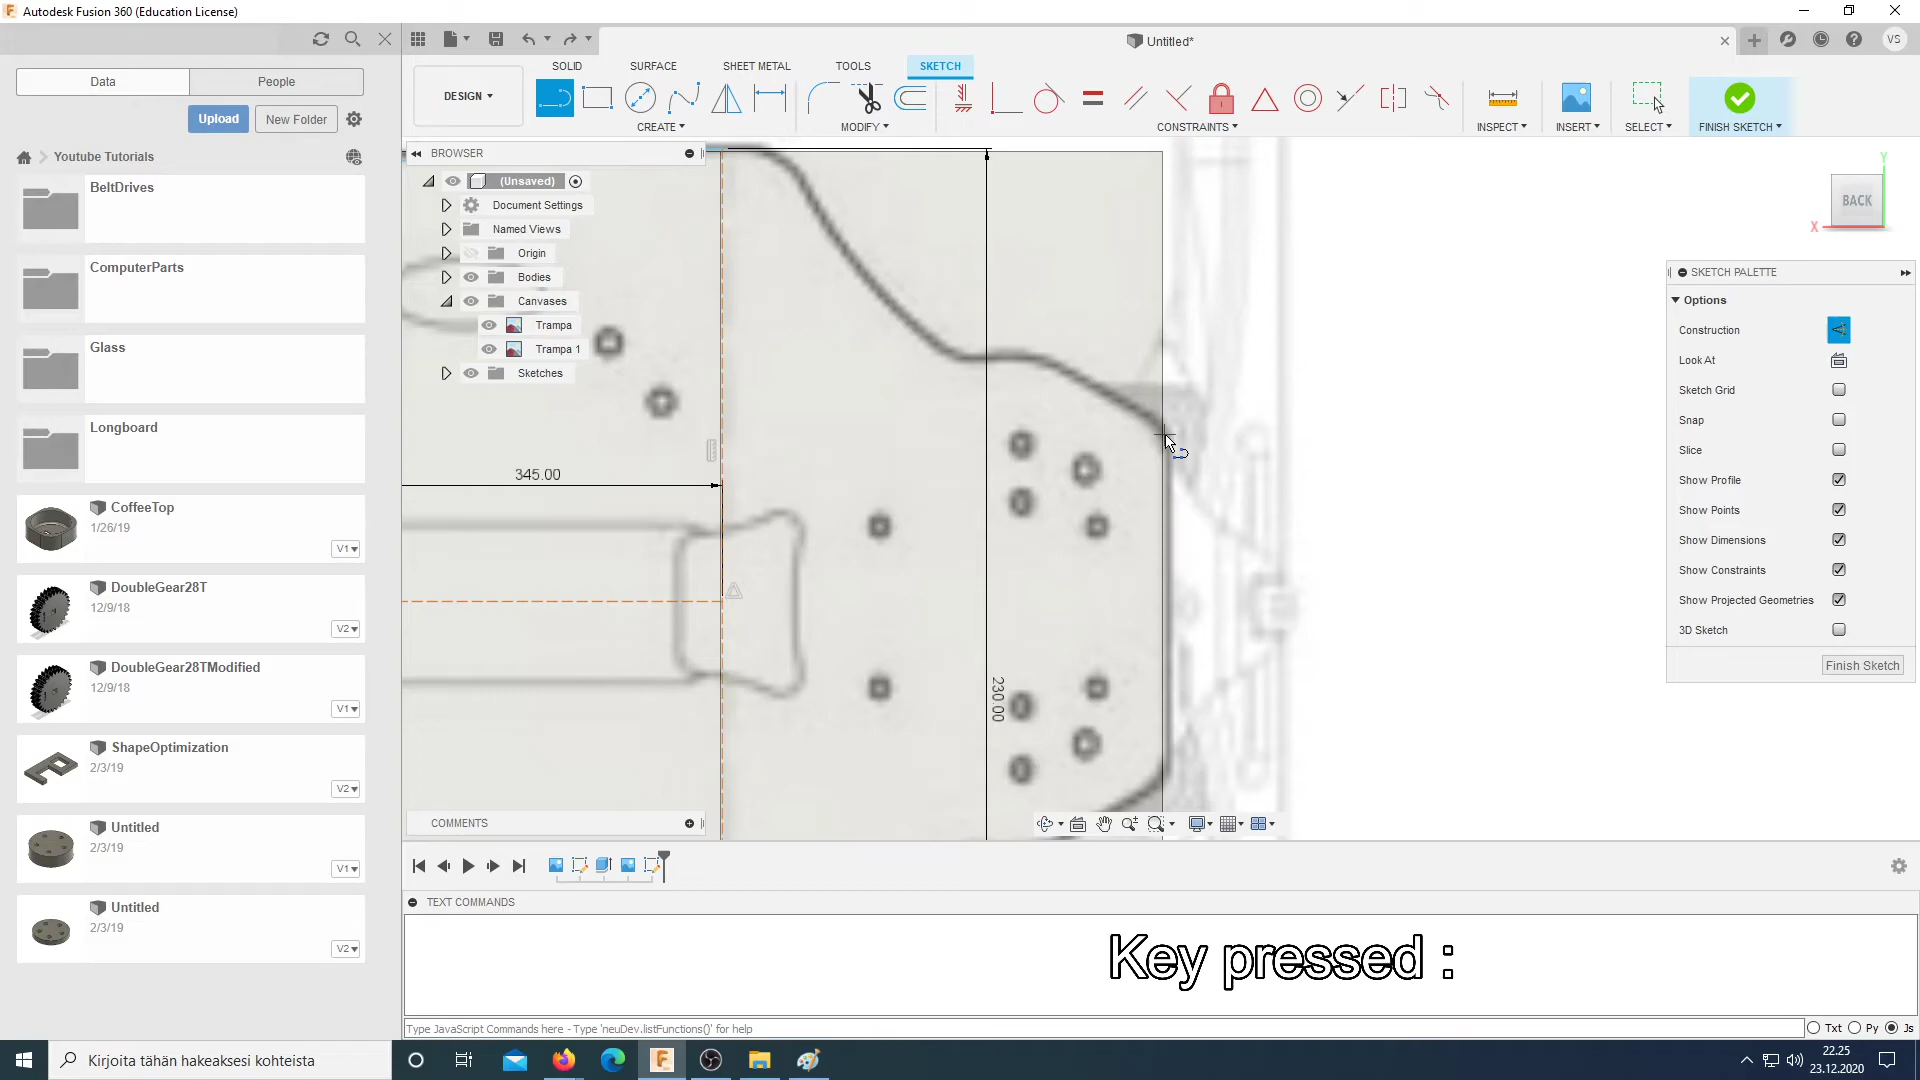 Autodesk Fusion 360 (Education License)
Untitled*
VS
Data
People
SOLID
SURFACE
SHEET METAL
TOOLS
SKETCH
DESIGN
CREATE
MODIFY
CONSTRAINTS
INSPECT
INSERT
SELECT
FINISH SKETCH
Upload
New Folder
Youtube Tutorials
BeltDrives
ComputerParts
Glass
Longboard
CoffeeTop
1/26/19
V1
DoubleGear28T
12/9/18
V2
DoubleGear28TModified
12/9/18
V1
ShapeOptimization
2/3/19
V2
Untitled
2/3/19
V1
Untitled
2/3/19
V2
BROWSER
(Unsaved)
Document Settings
Named Views
Origin
Bodies
Canvases
Trampa
Trampa 1
Sketches
345.00
230.00
Y
BACK
X
SKETCH PALETTE
Options
Construction
Look At
Sketch Grid
Snap
Slice
Show Profile
Show Points
Show Dimensions
Show Constraints
Show Projected Geometries
3D Sketch
Finish Sketch
COMMENTS
TEXT COMMANDS
Key pressed :
Type JavaScript Commands here - Type 'neuDev.listFunctions()' for help
Txt
Py
Js
Kirjoita tähän hakeaksesi kohteista
22.25
23.12.2020